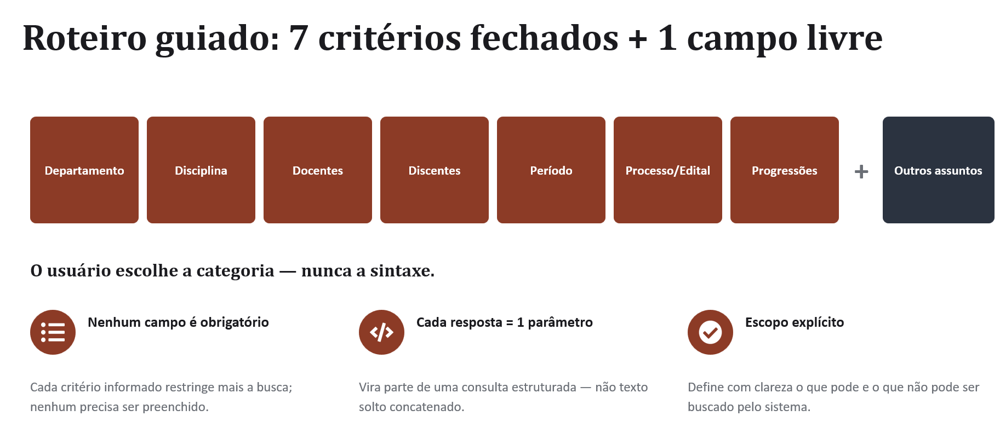 Roteiro guiado: 7 critérios fechados + 1 campo livre
Departamento
Disciplina
Docentes
Discentes
Período
Processo/Edital
Progressões
+
Outros assuntos
O usuário escolhe a categoria — nunca a sintaxe.
Nenhum campo é obrigatório
Cada critério informado restringe mais a busca;
nenhum precisa ser preenchido.
Cada resposta = 1 parâmetro
Vira parte de uma consulta estruturada — não texto
solto concatenado.
Escopo explícito
Define com clareza o que pode e o que não pode ser
buscado pelo sistema.